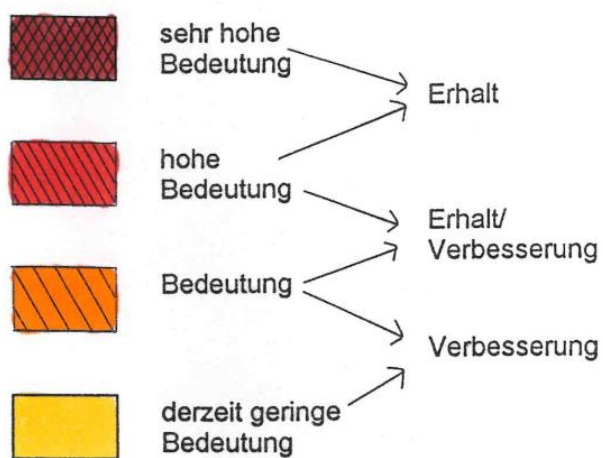 sehr hohe
Bedeutung
Erhalt
hohe
Bedeutung
Erhalt/
Verbesserung
Bedeutung
Verbesserung
derzeit geringe
Bedeutung